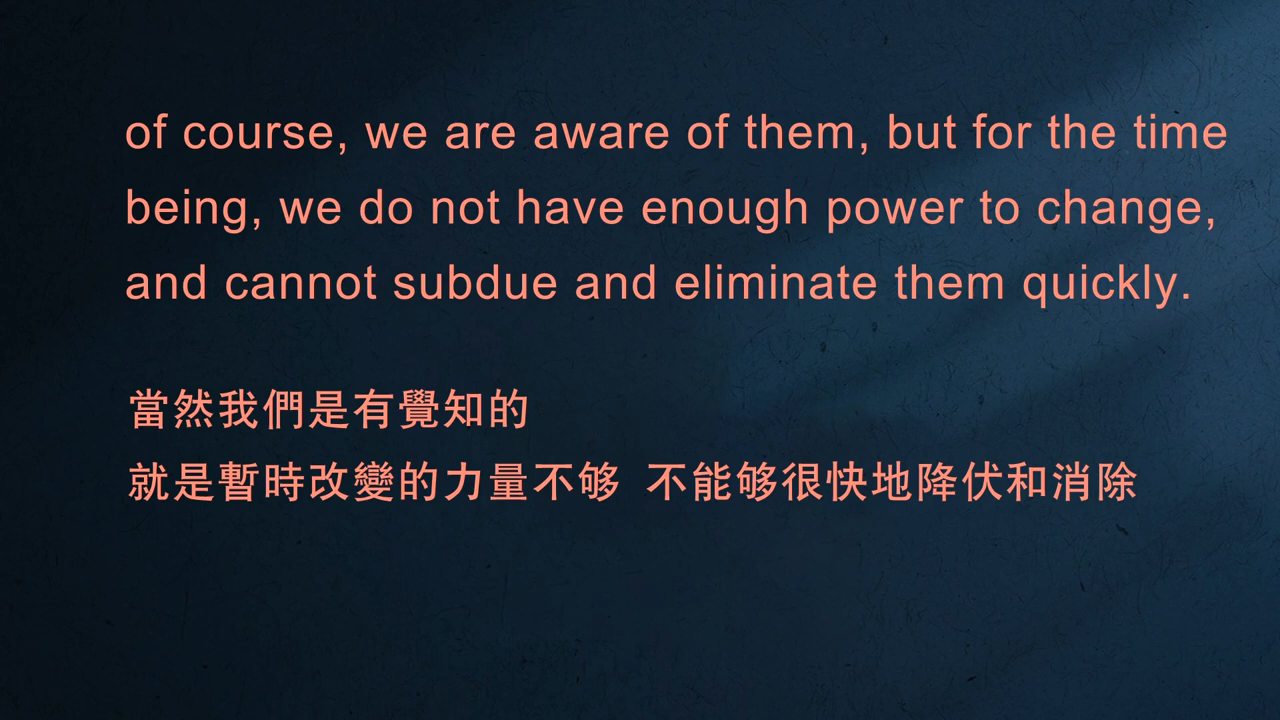 of course, we are aware of them, but for the time
being, we do not have enough power to change,
and cannot subdue and eliminate them quickly.
當然我們是有覺知的
就是暫時改變的力量不够 不能够很快地降伏和消除